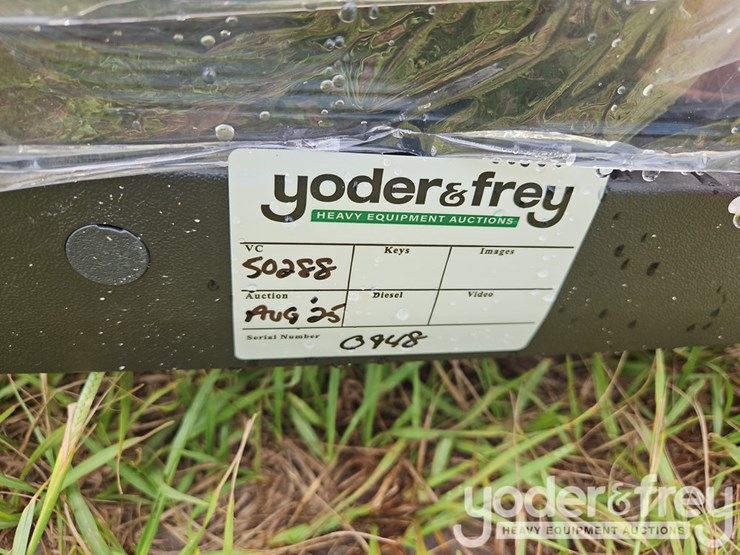 yoder&frey
HEAVY EQUIPMENT AUCTIONS
VC Keys Images
50288
Auction Diesel Video
AUG '25
Serial Number 0948
yoder&frey
HEAVY EQUIPMENT AUCTIONS